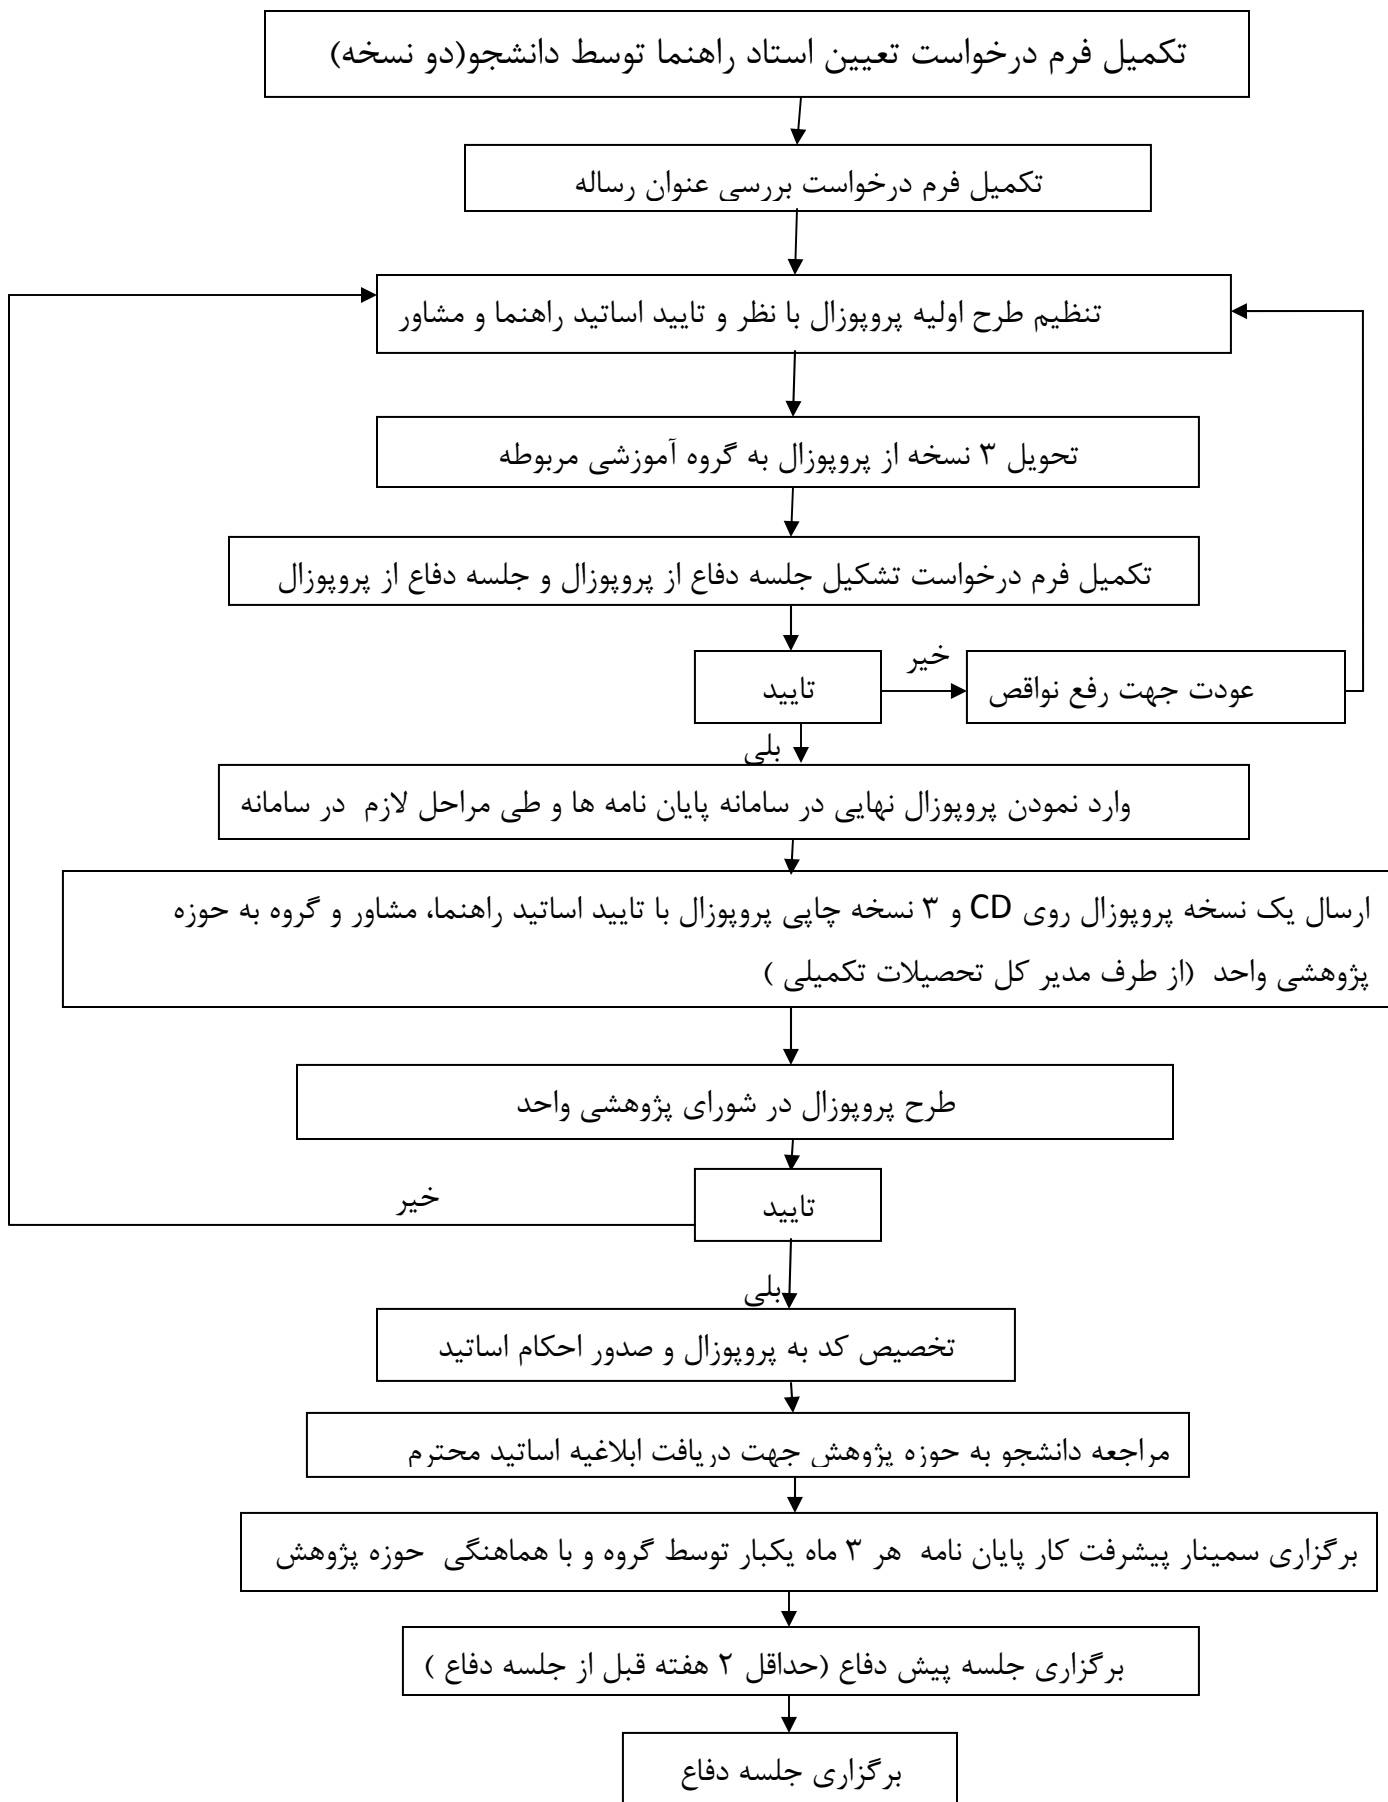 تکمیل فرم درخواست تعیین استاد راهنما توسط دانشجو(دو نسخه)
تکمیل فرم درخواست بررسی عنوان رساله
تنظیم طرح اولیه پروپوزال با نظر و تایید اساتید راهنما و مشاور
تحویل ۳ نسخه از پروپوزال به گروه آموزشی مربوطه
تکمیل فرم درخواست تشکیل جلسه دفاع از پروپوزال و جلسه دفاع از پروپوزال
تایید
خیر
عودت جهت رفع نواقص
بلی
وارد نمودن پروپوزال نهایی در سامانه پایان نامه ها و طی مراحل لازم در سامانه
ارسال یک نسخه پروپوزال روی CD و ۳ نسخه چاپی پروپوزال با تایید اساتید راهنما، مشاور و گروه به حوزه
پژوهشی واحد (از طرف مدیر کل تحصیلات تکمیلی )
طرح پروپوزال در شورای پژوهشی واحد
تایید
خیر
بلی
تخصیص کد به پروپوزال و صدور احکام اساتید
مراجعه دانشجو به حوزه پژوهش جهت دریافت ابلاغیه اساتید محترم
برگزاری سمینار پیشرفت کار پایان نامه هر ۳ ماه یکبار توسط گروه و با هماهنگی حوزه پژوهش
برگزاری جلسه پیش دفاع (حداقل ۲ هفته قبل از جلسه دفاع )
برگزاری جلسه دفاع